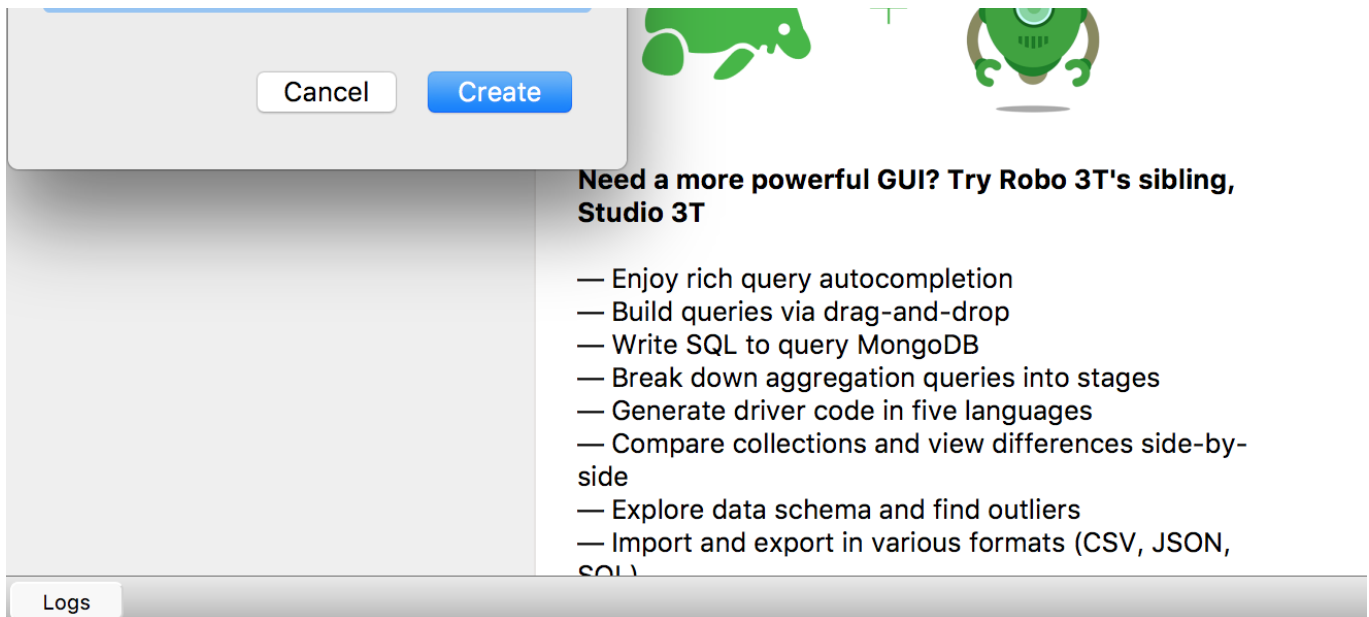 Cancel
Create
Need a more powerful GUI? Try Robo 3T's sibling,
Studio 3T
— Enjoy rich query autocompletion
— Build queries via drag-and-drop
— Write SQL to query MongoDB
— Break down aggregation queries into stages
— Generate driver code in five languages
— Compare collections and view differences side-by-
side
— Explore data schema and find outliers
— Import and export in various formats (CSV, JSON,
SQL)
Logs